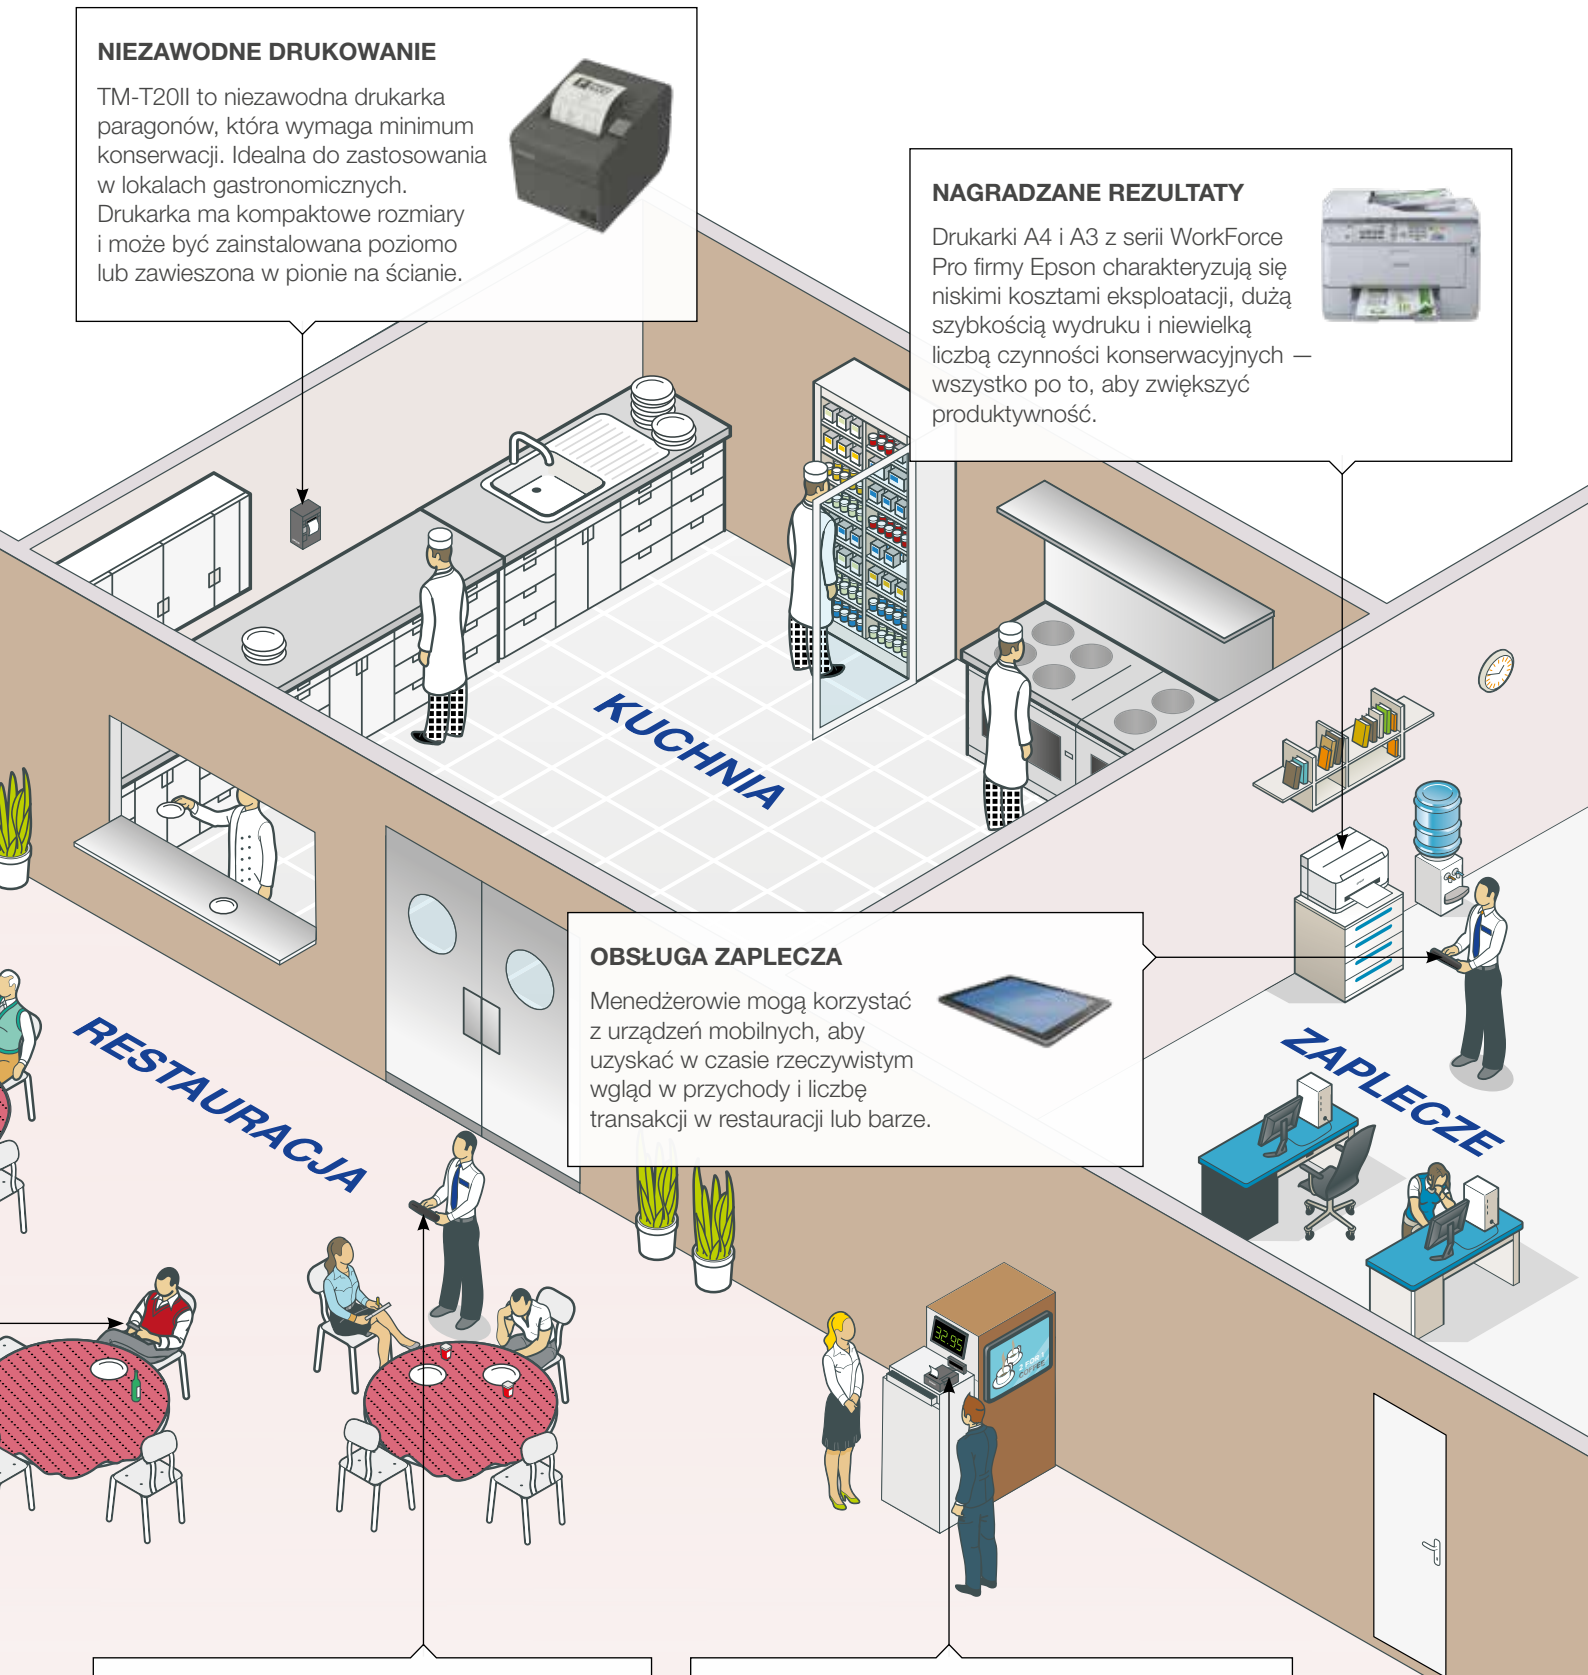 NIEZAWODNE DRUKOWANIE
TM-T20II to niezawodna drukarka
paragonów, która wymaga minimum
konserwacji. Idealna do zastosowania
w lokalach gastronomicznych.
Drukarka ma kompaktowe rozmiary
i może być zainstalowana poziomo
lub zawieszona w pionie na ścianie.
NAGRADZANE REZULTATY
Drukarki A4 i A3 z serii WorkForce
Pro firmy Epson charakteryzują się
niskimi kosztami eksploatacji, dużą
szybkością wydruku i niewielką
liczbą czynności konserwacyjnych —
wszystko po to, aby zwiększyć
produktywność.
KUCHNIA
OBSŁUGA ZAPLECZA
Menedżerowie mogą korzystać
z urządzeń mobilnych, aby
uzyskać w czasie rzeczywistym
wgląd w przychody i liczbę
transakcji w restauracji lub barze.
RESTAURACJA
ZAPLECZE
32.95
2 FOR 1
COFFEE